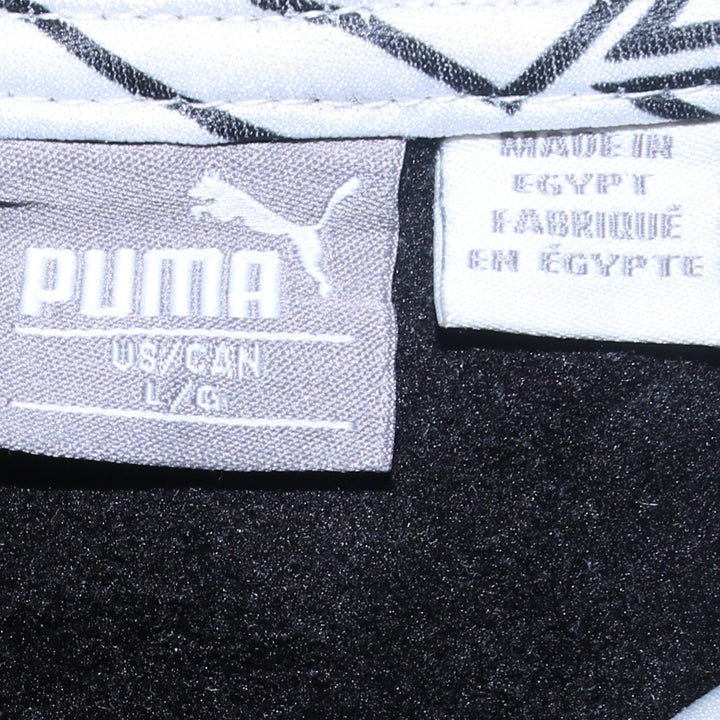 PUMA
US/CAN
L/G
MADE IN
EGYPT
FABRIQUÉ
EN ÉGYPTE